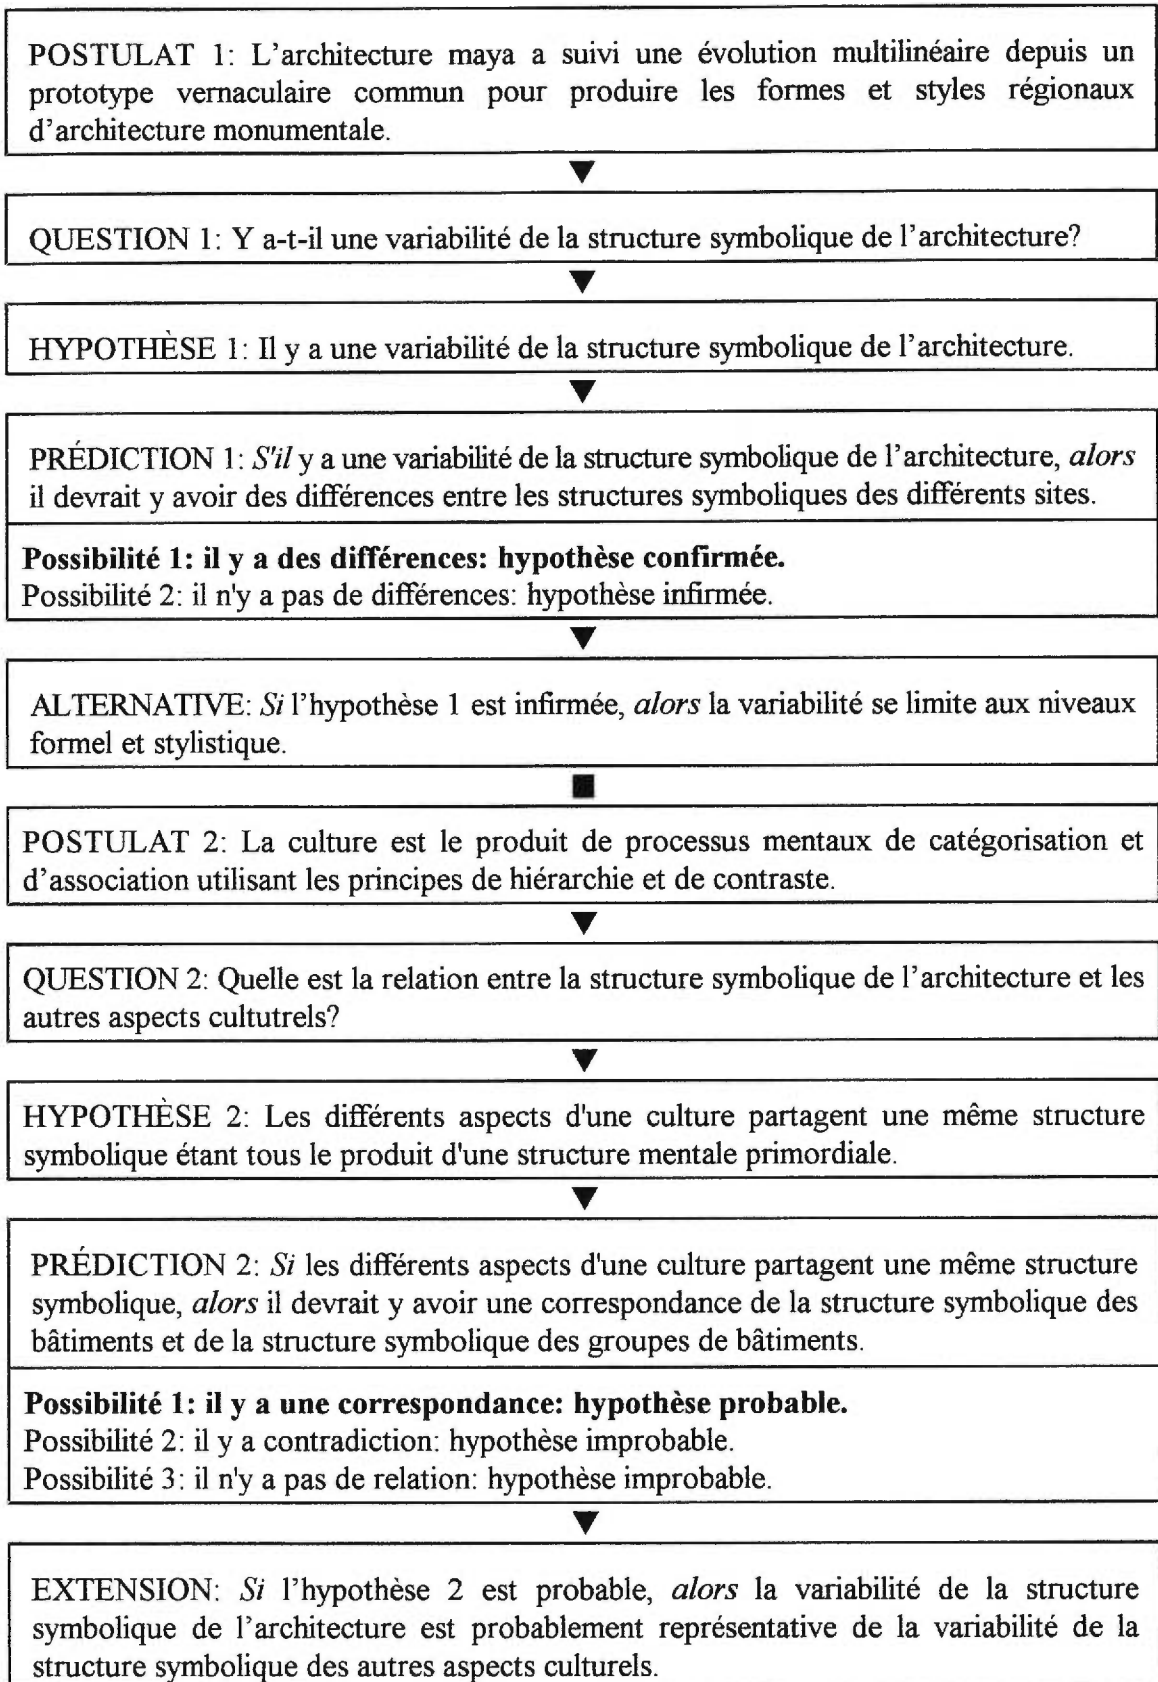 POSTULAT 1: L'architecture maya a suivi une évolution multilinéaire depuis un
prototype vernaculaire commun pour produire les formes et styles régionaux
d'architecture monumentale.
QUESTION 1: Y a-t-il une variabilité de la structure symbolique de l'architecture?
HYPOTHÈSE 1: Il y a une variabilité de la structure symbolique de l'architecture.
PRÉDICTION 1: S'il y a une variabilité de la structure symbolique de l'architecture, alors
il devrait y avoir des différences entre les structures symboliques des différents sites.
Possibilité 1: il y a des différences: hypothèse confirmée.
Possibilité 2: il n'y a pas de différences: hypothèse infirmée.
ALTERNATIVE: Si l'hypothèse 1 est infirmée, alors la variabilité se limite aux niveaux
formel et stylistique.
POSTULAT 2: La culture est le produit de processus mentaux de catégorisation et
d'association utilisant les principes de hiérarchie et de contraste.
QUESTION 2: Quelle est la relation entre la structure symbolique de l'architecture et les
autres aspects cultutrels?
HYPOTHÈSE 2: Les différents aspects d'une culture partagent une même structure
symbolique étant tous le produit d'une structure mentale primordiale.
PRÉDICTION 2: Si les différents aspects d'une culture partagent une même structure
symbolique, alors il devrait y avoir une correspondance de la structure symbolique des
bâtiments et de la structure symbolique des groupes de bâtiments.
Possibilité 1: il y a une correspondance: hypothèse probable.
Possibilité 2: il y a contradiction: hypothèse improbable.
Possibilité 3: il n'y a pas de relation: hypothèse improbable.
EXTENSION: Si l'hypothèse 2 est probable, alors la variabilité de la structure
symbolique de l'architecture est probablement représentative de la variabilité de la
structure symbolique des autres aspects culturels.